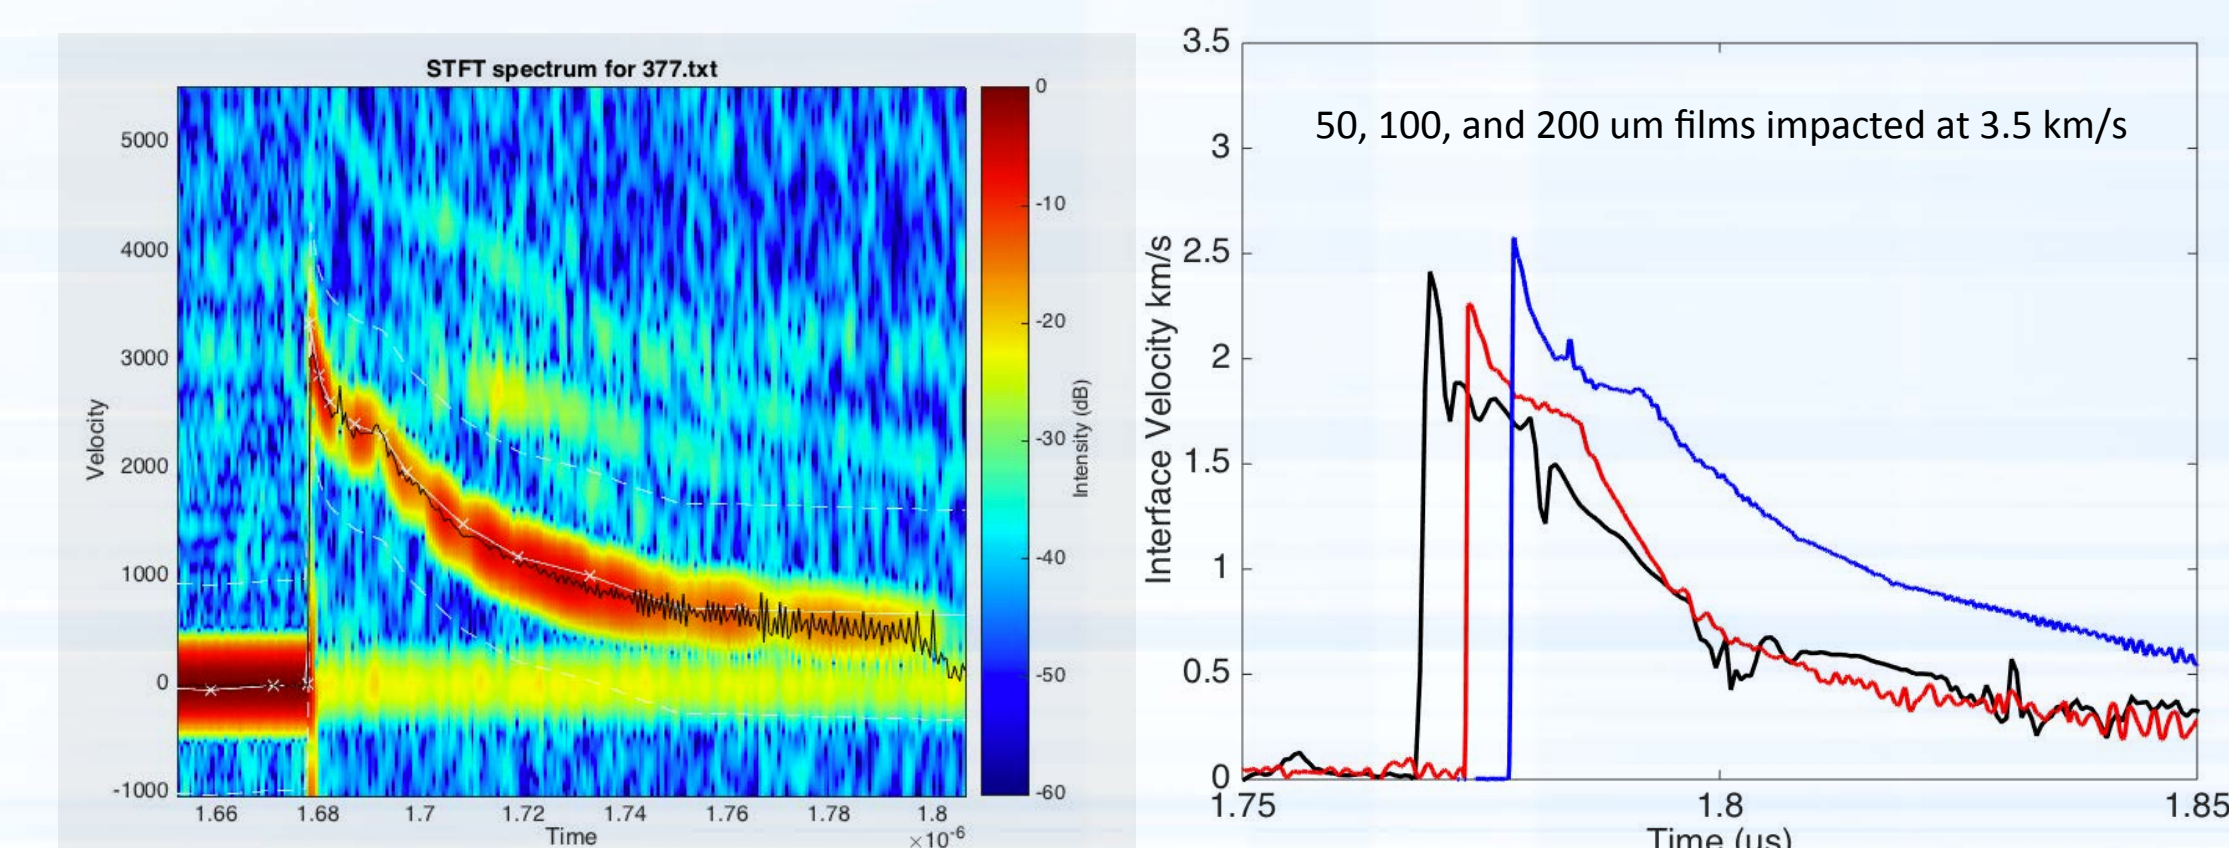 STFT spectrum for 377.txt
5000
4000
3000
2000
1000
0
-1000
Velocity
1.66 1.68 1.7 1.72 1.74 1.76 1.78 1.8
×10-6
Time
0
-10
-20
-30
-40
-50
-60
Intensity (dB)
50, 100, and 200 um films impacted at 3.5 km/s
3.5
3
2.5
2
1.5
1
0.5
0
Interface Velocity km/s
1.75 1.8 1.85
Time (us)